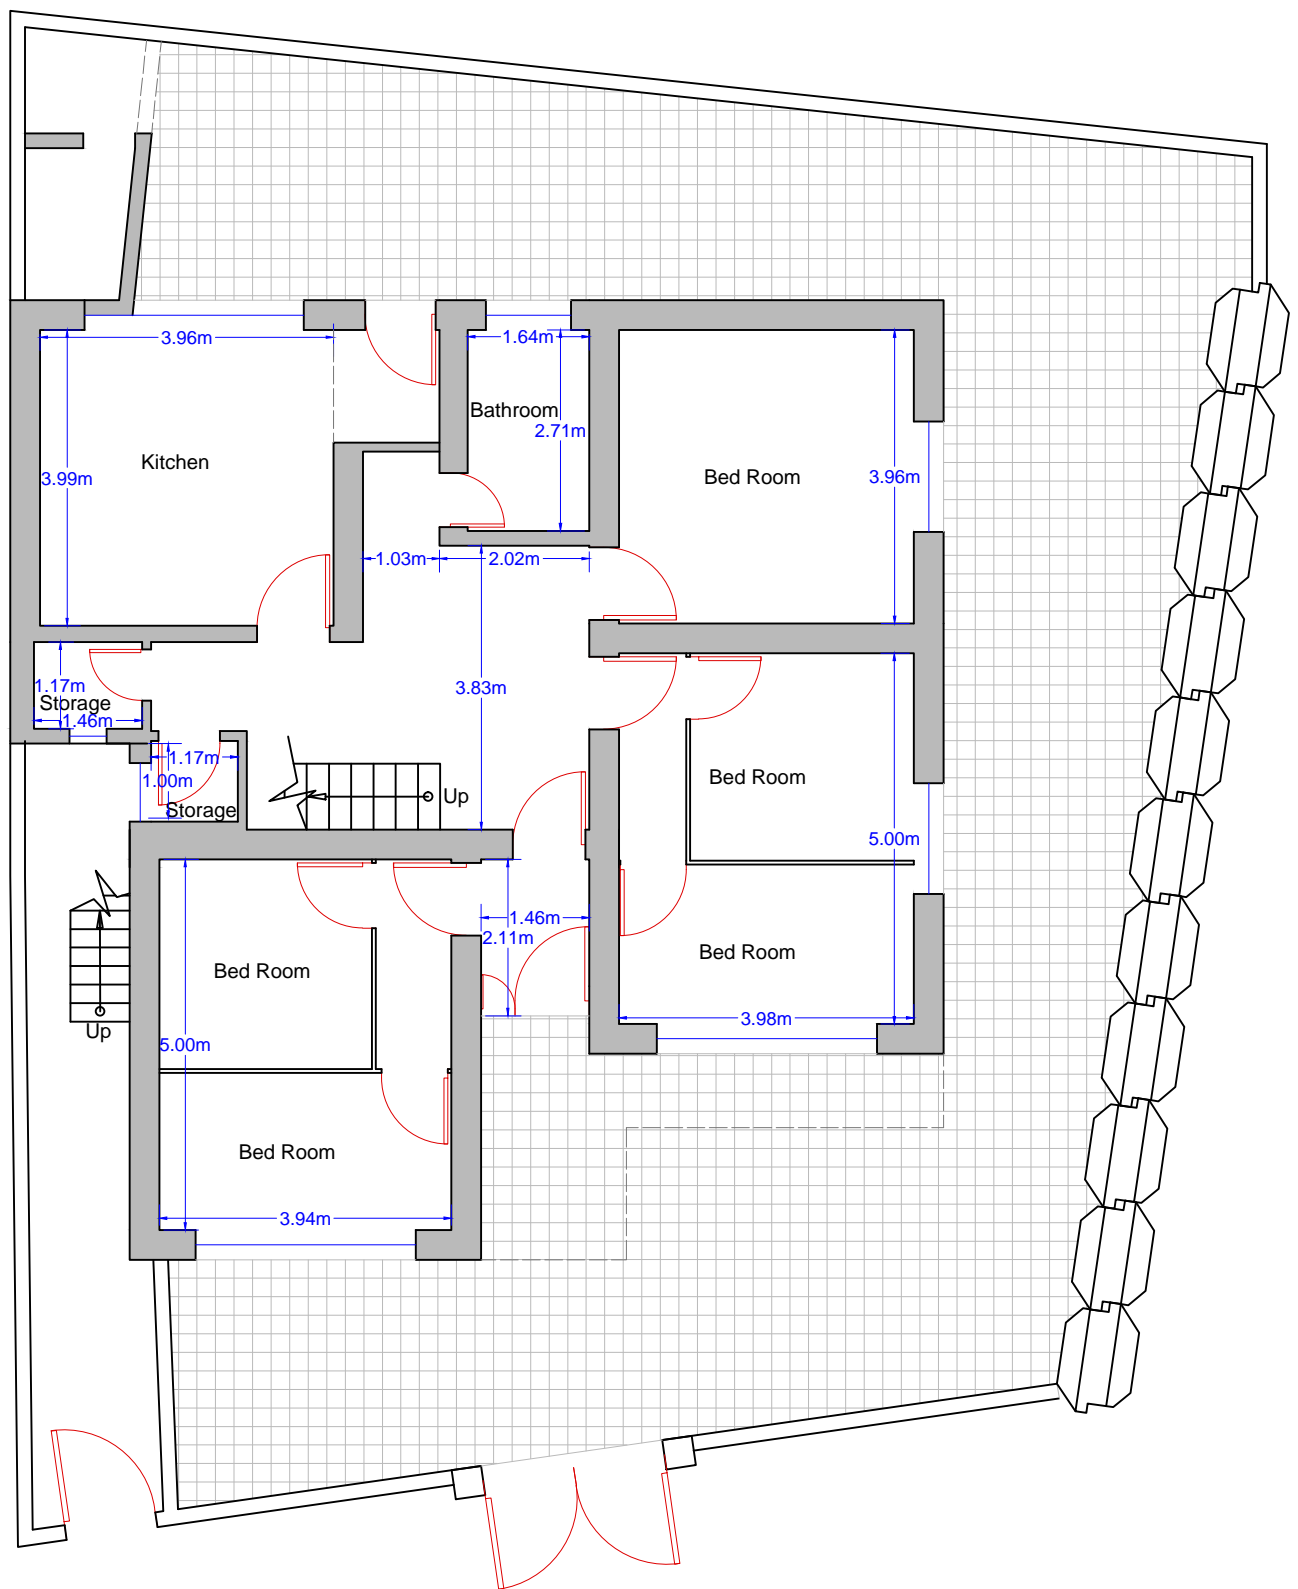 3.96m
1.64m
Bathroom
2.71m
Kitchen
3.99m
Bed Room
3.96m
1.03m
2.02m
1.17m
Storage
1.46m
3.83m
1.17m
1.00m
Storage
Up
Bed Room
5.00m
1.46m
2.11m
Bed Room
Bed Room
3.98m
Up
5.00m
Bed Room
3.94m